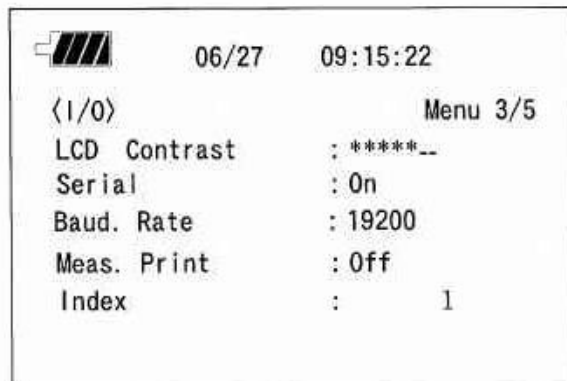 06/27 09:15:22
〈I/O〉 Menu 3/5
LCD Contrast : *****--
Serial : On
Baud. Rate : 19200
Meas. Print : Off
Index : 1